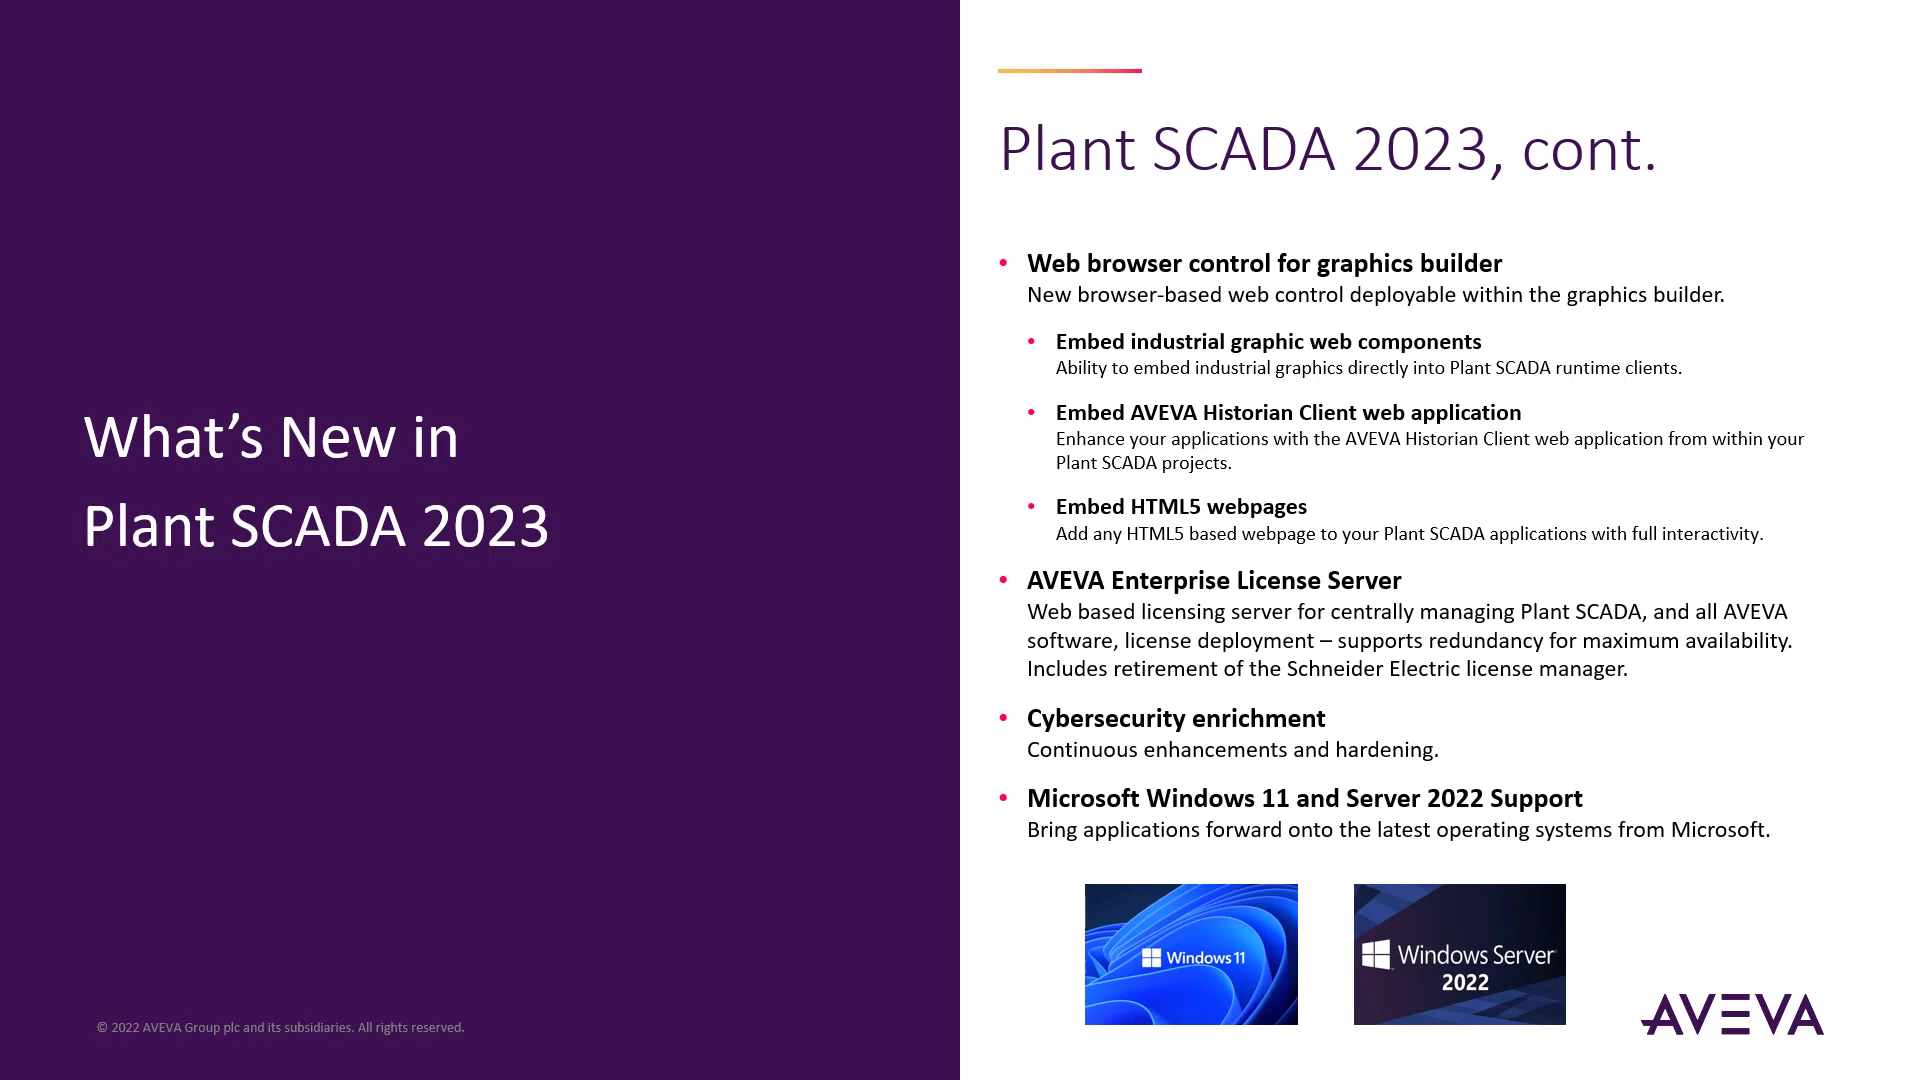 What’s New in
Plant SCADA 2023
© 2022 AVEVA Group plc and its subsidiaries. All rights reserved.
Plant SCADA 2023, cont.
• Web browser control for graphics builder
New browser-based web control deployable within the graphics builder.
• Embed industrial graphic web components
Ability to embed industrial graphics directly into Plant SCADA runtime clients.
• Embed AVEVA Historian Client web application
Enhance your applications with the AVEVA Historian Client web application from within your
Plant SCADA projects.
• Embed HTML5 webpages
Add any HTML5 based webpage to your Plant SCADA applications with full interactivity.
• AVEVA Enterprise License Server
Web based licensing server for centrally managing Plant SCADA, and all AVEVA
software, license deployment – supports redundancy for maximum availability.
Includes retirement of the Schneider Electric license manager.
• Cybersecurity enrichment
Continuous enhancements and hardening.
• Microsoft Windows 11 and Server 2022 Support
Bring applications forward onto the latest operating systems from Microsoft.
Windows 11
Windows Server
2022
AVEVA